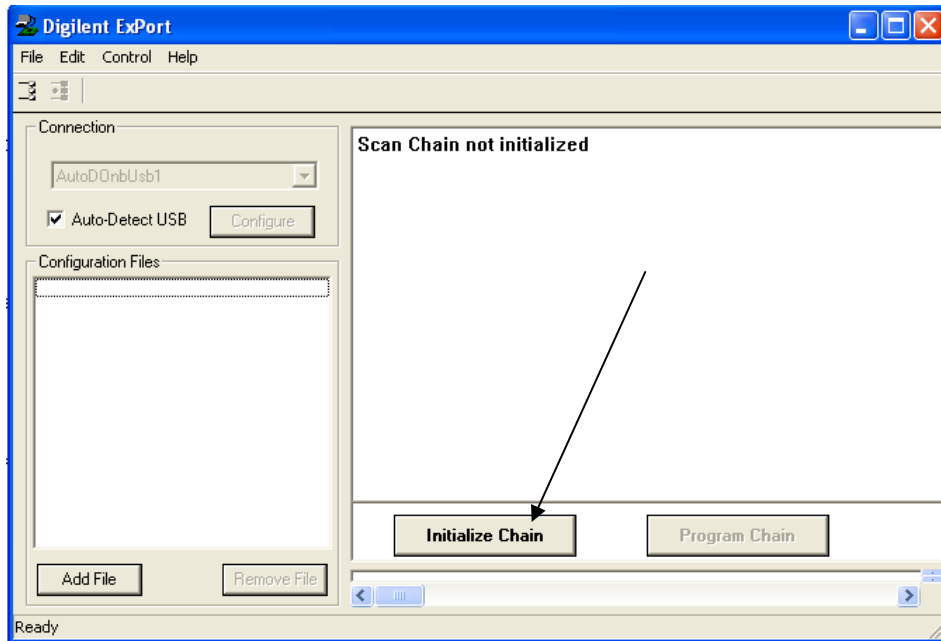 Digilent ExPort
File Edit Control Help
Connection
AutoDOnbUsb1
Auto-Detect USB Configure
Configuration Files
Add File Remove File
Scan Chain not initialized
Initialize Chain Program Chain
Ready